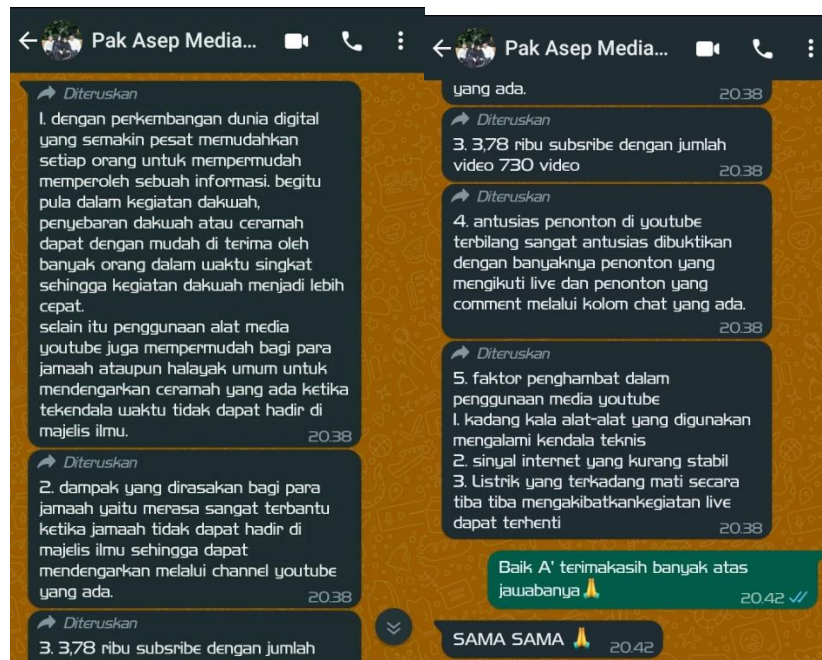 Pak Asep Media...
Diteruskan
1. dengan perkembangan dunia digital
yang semakin pesat memudahkan
setiap orang untuk mempermudah
memperoleh sebuah informasi. begitu
pula dalam kegiatan dakwah,
penyebaran dakwah atau ceramah
dapat dengan mudah di terima oleh
banyak orang dalam waktu singkat
sehingga kegiatan dakwah menjadi lebih
cepat.
selain itu penggunaan alat media
youtube juga mempermudah bagi para
jamaah ataupun halayak umum untuk
mendengarkan ceramah yang ada ketika
tekendala waktu tidak dapat hadir di
majelis ilmu.
20.38
Diteruskan
2. dampak yang dirasakan bagi para
jamaah yaitu merasa sangat terbantu
ketika jamaah tidak dapat hadir di
majelis ilmu sehingga dapat
mendengarkan melalui channel youtube
yang ada.
20.38
Diteruskan
3. 3,78 ribu subsribe dengan jumlah
Pak Asep Media...
yang ada.
20.38
Diteruskan
3. 3,78 ribu subsribe dengan jumlah
video 730 video
20.38
Diteruskan
4. antusias penonton di youtube
terbilang sangat antusias dibuktikan
dengan banyaknya penonton yang
mengikuti live dan penonton yang
comment melalui kolom chat yang ada.
20.38
Diteruskan
5. faktor penghambat dalam
penggunaan media youtube
1. kadang kala alat-alat yang digunakan
mengalami kendala teknis
2. sinyal internet yang kurang stabil
3. Listrik yang terkadang mati secara
tiba tiba mengakibatkankegiatan live
dapat terhenti
20.38
Baik A' terimakasih banyak atas
jawabanya🙏
20.42
SAMA SAMA 🙏
20.42